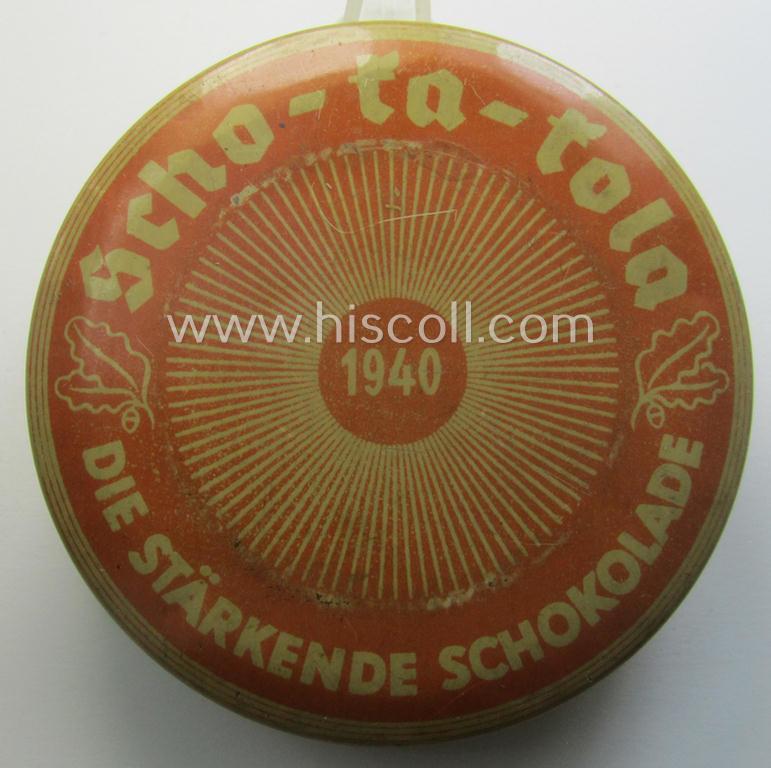 Scho-ka-kola
www.hiscoll.com
1940
DIE STÄRKENDE SCHOKOLADE